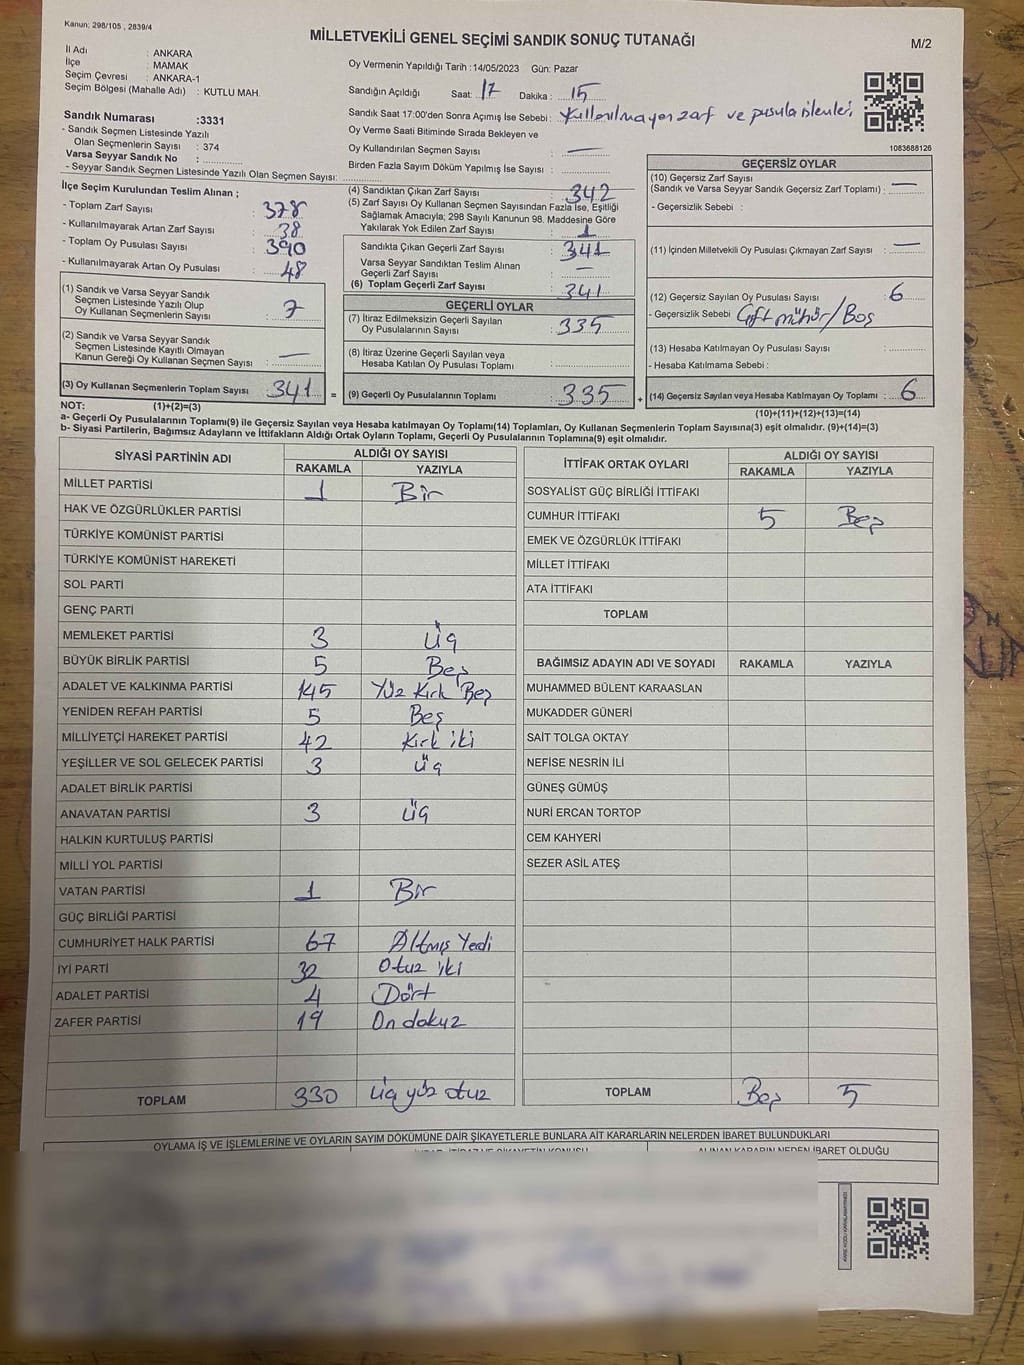 Kanun: 298/105 , 2839/4
MİLLETVEKİLİ GENEL SEÇİMİ SANDIK SONUÇ TUTANAĞI
M/2
İl Adı : ANKARA
İlçe : MAMAK
Seçim Çevresi : ANKARA-1
Seçim Bölgesi (Mahalle Adı) : KUTLU MAH.
Oy Vermenin Yapıldığı Tarih :14/05/2023 Gün: Pazar
Sandığın Açıldığı Saat: 17 Dakika : 15
Sandık Saat 17:00'den Sonra Açımış İse Sebebi : Kullanılmayan zarf ve pusula işlemleri
Oy Verme Saati Bitiminde Sırada Bekleyen ve
Oy Kullandırılan Seçmen Sayısı : —
Birden Fazla Sayım Döküm Yapılmış İse Sayısı :
1083688126
Sandık Numarası :3331
- Sandık Seçmen Listesinde Yazılı
Olan Seçmenlerin Sayısı : 374
Varsa Seyyar Sandık No :
- Seyyar Sandık Seçmen Listesinde Yazılı Olan Seçmen Sayısı:
İlçe Seçim Kurulundan Teslim Alınan ;
- Toplam Zarf Sayısı : 378
- Kullanılmayarak Artan Zarf Sayısı : 38
- Toplam Oy Pusulası Sayısı : 390
- Kullanılmayarak Artan Oy Pusulası : 48
(1) Sandık ve Varsa Seyyar Sandık
Seçmen Listesinde Yazılı Olup
Oy Kullanan Seçmenlerin Sayısı : 7
(2) Sandık ve Varsa Seyyar Sandık
Seçmen Listesinde Kayıtlı Olmayan
Kanun Gereği Oy Kullanan Seçmen Sayısı : —
(3) Oy Kullanan Seçmenlerin Toplam Sayısı : 341 =
(4) Sandıktan Çıkan Zarf Sayısı : 342
(5) Zarf Sayısı Oy Kullanan Seçmen Sayısından Fazla İse, Eşitliği
Sağlamak Amacıyla; 298 Sayılı Kanunun 98. Maddesine Göre
Yakılarak Yok Edilen Zarf Sayısı : 1
Sandıkta Çıkan Geçerli Zarf Sayısı : 341
Varsa Seyyar Sandıktan Teslim Alınan
Geçerli Zarf Sayısı : —
(6) Toplam Geçerli Zarf Sayısı : 341
GEÇERLİ OYLAR
(7) İtiraz Edilmeksizin Geçerli Sayılan
Oy Pusulalarının Sayısı : 335
(8) İtiraz Üzerine Geçerli Sayılan veya
Hesaba Katılan Oy Pusulası Toplamı :
(9) Geçerli Oy Pusulalarının Toplamı : 335 +
GEÇERSİZ OYLAR
(10) Geçersiz Zarf Sayısı
(Sandık ve Varsa Seyyar Sandık Geçersiz Zarf Toplamı) : —
- Geçersizlik Sebebi :
(11) İçinden Milletvekili Oy Pusulası Çıkmayan Zarf Sayısı : —
(12) Geçersiz Sayılan Oy Pusulası Sayısı : 6
- Geçersizlik Sebebi : Çift mühür/Boş
(13) Hesaba Katılmayan Oy Pusulası Sayısı :
- Hesaba Katılmama Sebebi :
(14) Geçersiz Sayılan veya Hesaba Katılmayan Oy Toplamı : 6
NOT: (1)+(2)=(3) (10)+(11)+(12)+(13)=(14)
a- Geçerli Oy Pusulalarının Toplamı(9) ile Geçersiz Sayılan veya Hesaba katılmayan Oy Toplamı(14) Toplamları, Oy Kullanan Seçmenlerin Toplam Sayısına(3) eşit olmalıdır. (9)+(14)=(3)
b- Siyasi Partilerin, Bağımsız Adayların ve İttifakların Aldığı Ortak Oyların Toplamı, Geçerli Oy Pusulalarının Toplamına(9) eşit olmalıdır.
SİYASİ PARTİNİN ADI ALDIĞI OY SAYISI
RAKAMLA YAZIYLA
MİLLET PARTİSİ 1 Bir
HAK VE ÖZGÜRLÜKLER PARTİSİ
TÜRKİYE KOMÜNİST PARTİSİ
TÜRKİYE KOMÜNİST HAREKETİ
SOL PARTİ
GENÇ PARTİ
MEMLEKET PARTİSİ 3 Üç
BÜYÜK BİRLİK PARTİSİ 5 Beş
ADALET VE KALKINMA PARTİSİ 145 Yüz Kırk Beş
YENİDEN REFAH PARTİSİ 5 Beş
MİLLİYETÇİ HAREKET PARTİSİ 42 Kırk iki
YEŞİLLER VE SOL GELECEK PARTİSİ 3 Üç
ADALET BİRLİK PARTİSİ
ANAVATAN PARTİSİ 3 Üç
HALKIN KURTULUŞ PARTİSİ
MİLLİ YOL PARTİSİ
VATAN PARTİSİ 1 Bir
GÜÇ BİRLİĞİ PARTİSİ
CUMHURİYET HALK PARTİSİ 67 Altmış Yedi
İYİ PARTİ 32 Otuz iki
ADALET PARTİSİ 4 Dört
ZAFER PARTİSİ 19 On dokuz
TOPLAM 330 Üç yüz otuz
İTTİFAK ORTAK OYLARI ALDIĞI OY SAYISI
RAKAMLA YAZIYLA
SOSYALİST GÜÇ BİRLİĞİ İTTİFAKI
CUMHUR İTTİFAKI 5 Beş
EMEK VE ÖZGÜRLÜK İTTİFAKI
MİLLET İTTİFAKI
ATA İTTİFAKI
TOPLAM
BAĞIMSIZ ADAYIN ADI VE SOYADI RAKAMLA YAZIYLA
MUHAMMED BÜLENT KARAASLAN
MUKADDER GÜNERİ
SAİT TOLGA OKTAY
NEFİSE NESRİN İLİ
GÜNEŞ GÜMÜŞ
NURİ ERCAN TORTOP
CEM KAHYERİ
SEZER ASİL ATEŞ
TOPLAM Beş 5
OYLAMA İŞ VE İŞLEMLERİNE VE OYLARIN SAYIM DÖKÜMÜNE DAİR ŞİKAYETLERLE BUNLARA AİT KARARLARIN NELERDEN İBARET BULUNDUKLARI
ALINAN KARARIN NEDEN İBARET OLDUĞU